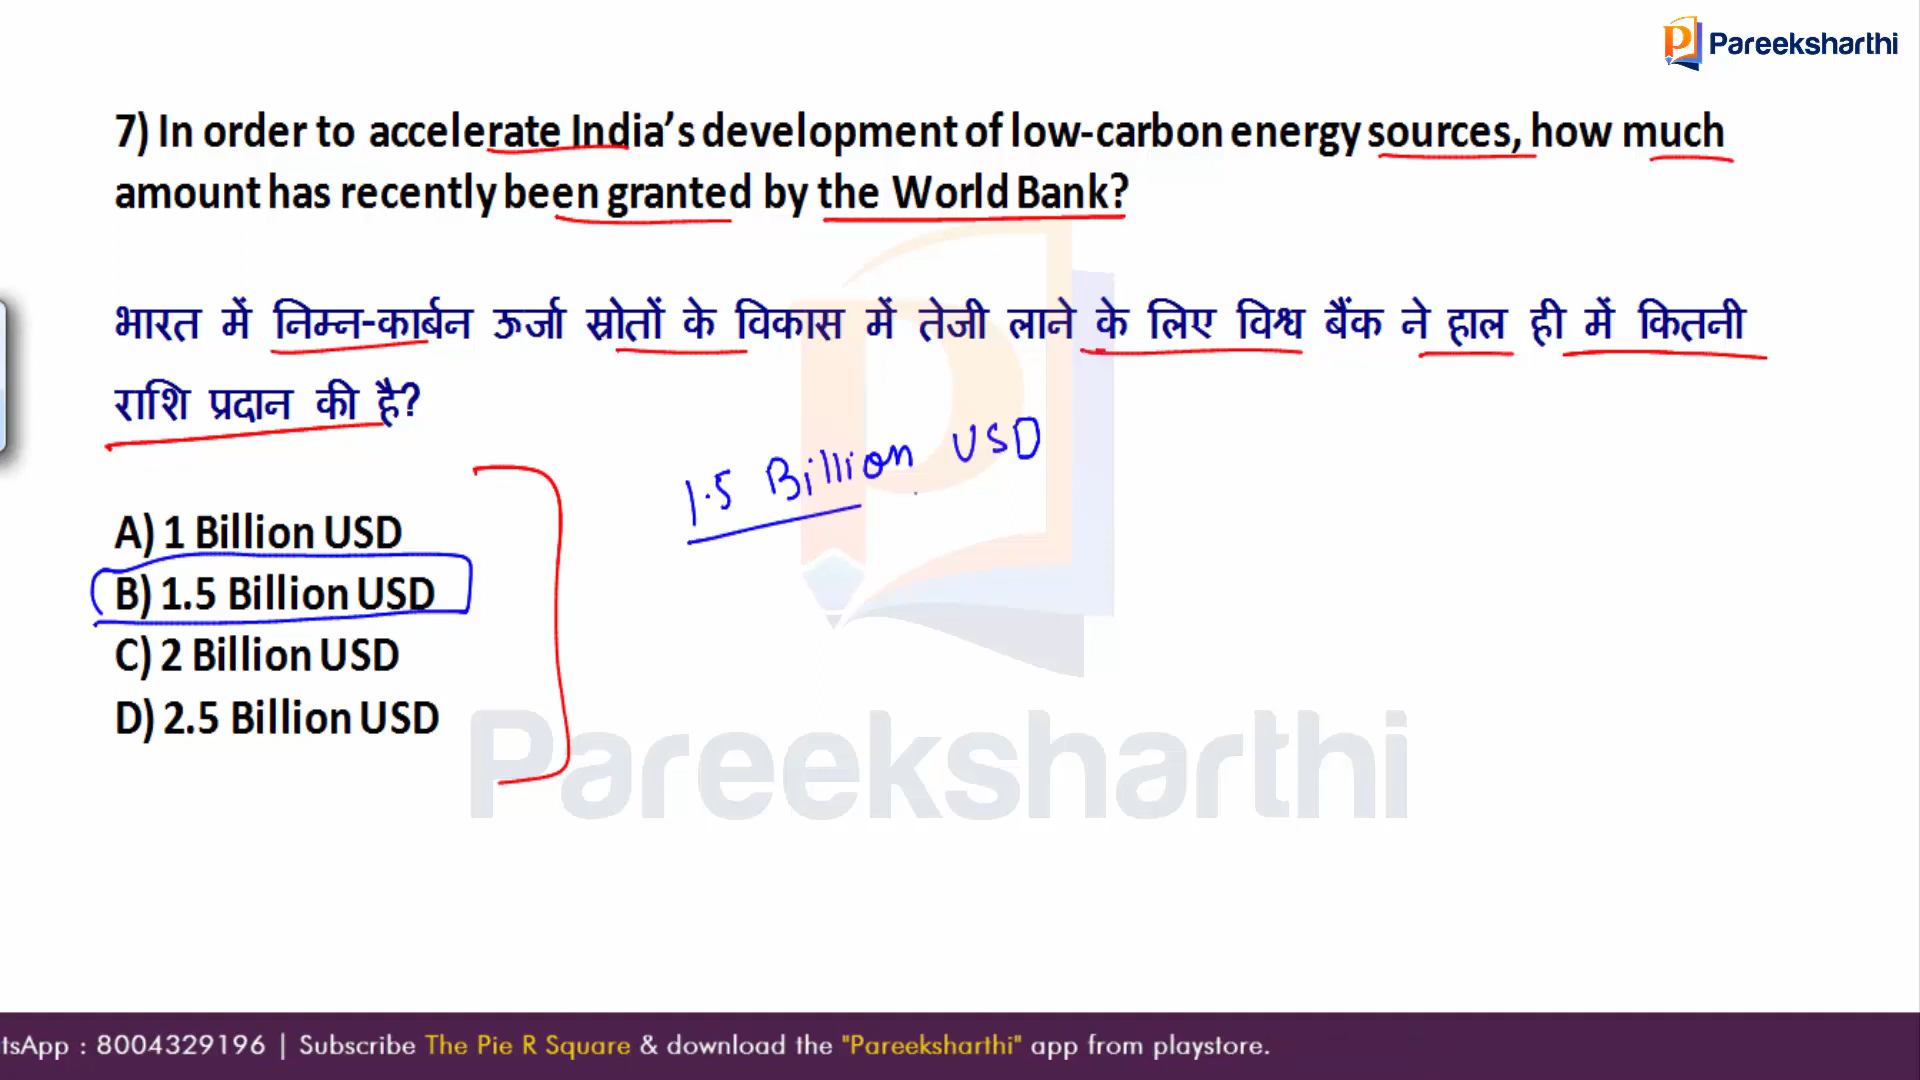 Pareeksharthi
7) In order to accelerate India's development of low-carbon energy sources, how much
amount has recently been granted by the World Bank?
भारत में निम्न-कार्बन ऊर्जा स्रोतों के विकास में तेजी लाने के लिए विश्व बैंक ने हाल ही में कितनी
राशि प्रदान की है?
1.5 Billion USD
A) 1 Billion USD
B) 1.5 Billion USD
C) 2 Billion USD
D) 2.5 Billion USD
Pareeksharthi
tsApp : 8004329196 | Subscribe The Pie R Square & download the "Pareeksharthi" app from playstore.